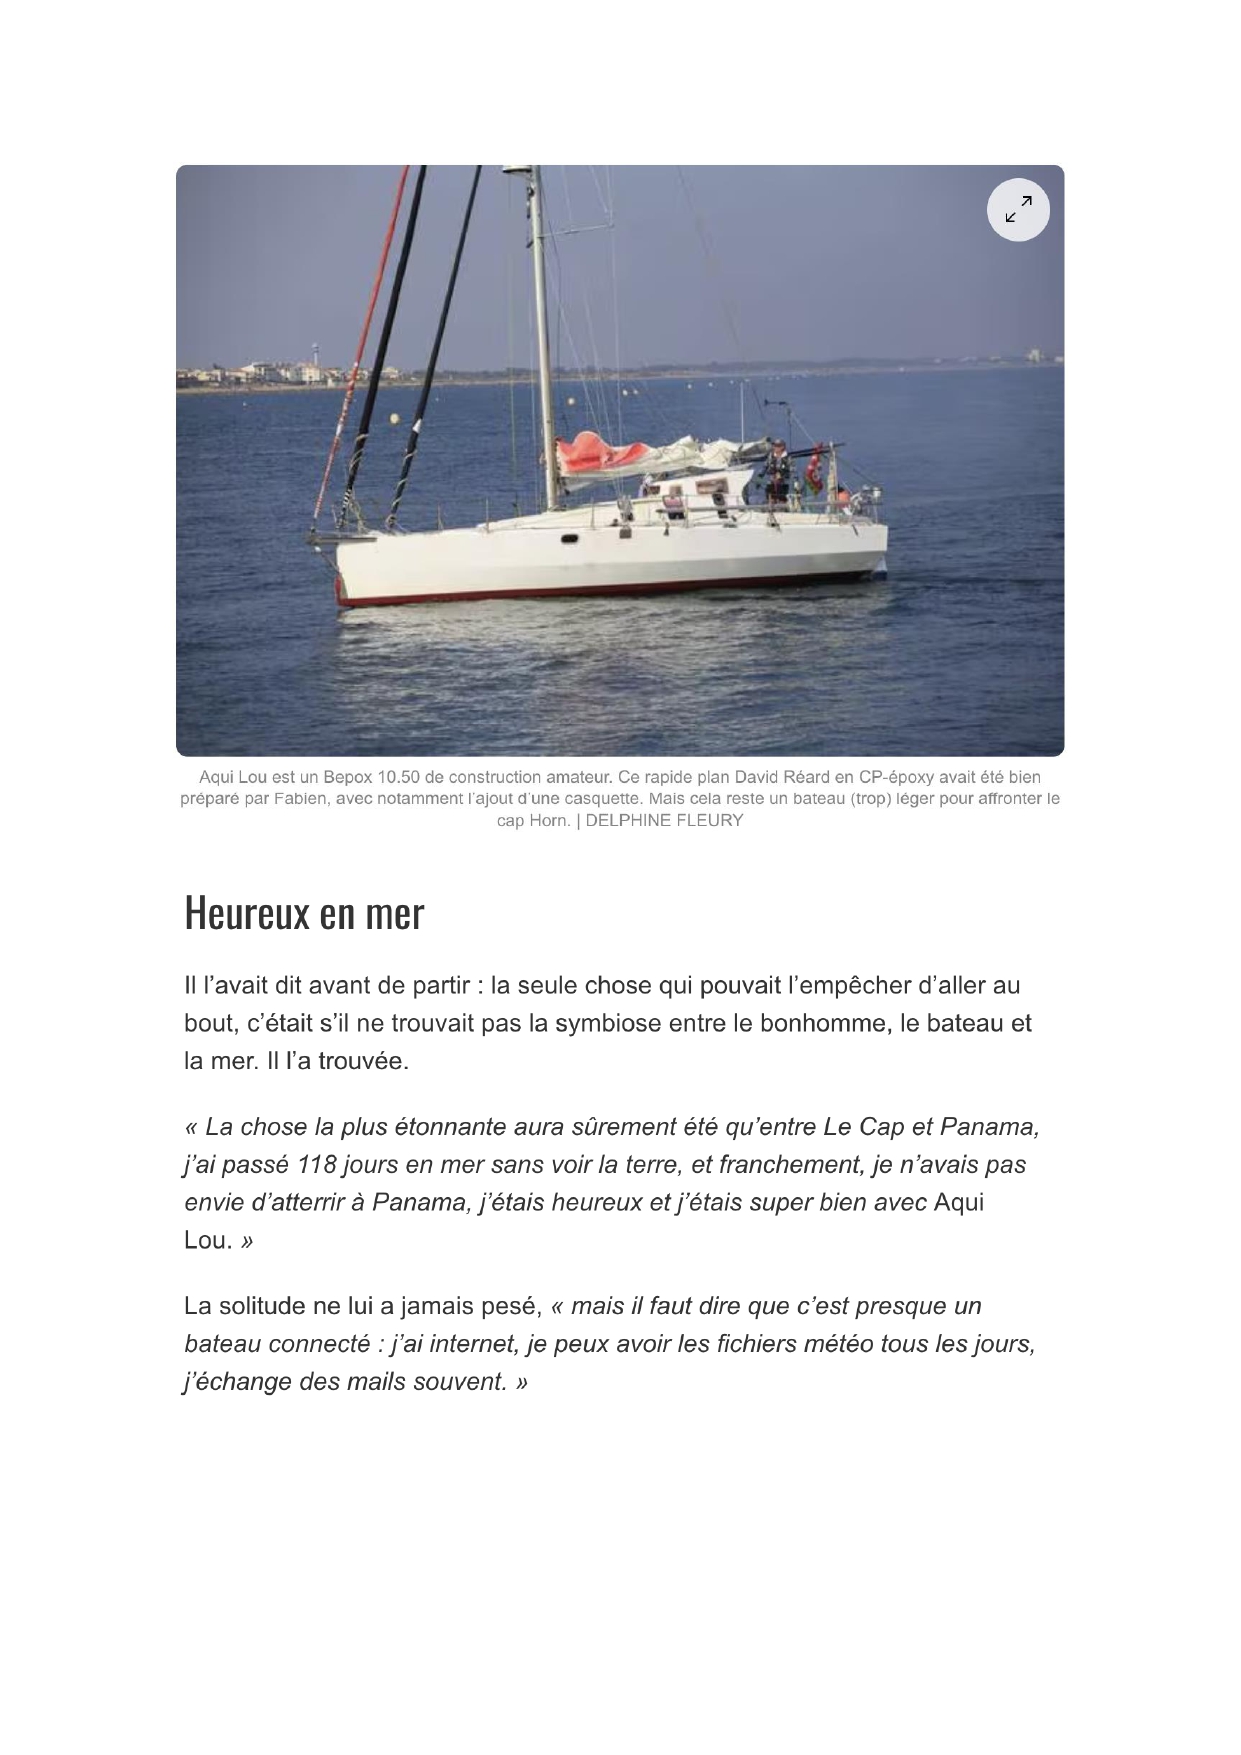 Aqui Lou est un Bepox 10.50 de construction amateur. Ce rapide plan David Réard en CP-époxy avait été bien
préparé par Fabien, avec notamment l’ajout d’une casquette. Mais cela reste un bateau (trop) léger pour affronter le
cap Horn. | DELPHINE FLEURY
Heureux en mer
Il l’avait dit avant de partir : la seule chose qui pouvait l’empêcher d’aller au
bout, c’était s’il ne trouvait pas la symbiose entre le bonhomme, le bateau et
la mer. Il l’a trouvée.
« La chose la plus étonnante aura sûrement été qu’entre Le Cap et Panama,
j’ai passé 118 jours en mer sans voir la terre, et franchement, je n’avais pas
envie d’atterrir à Panama, j’étais heureux et j’étais super bien avec Aqui
Lou. »
La solitude ne lui a jamais pesé, « mais il faut dire que c’est presque un
bateau connecté : j’ai internet, je peux avoir les fichiers météo tous les jours,
j’échange des mails souvent. »